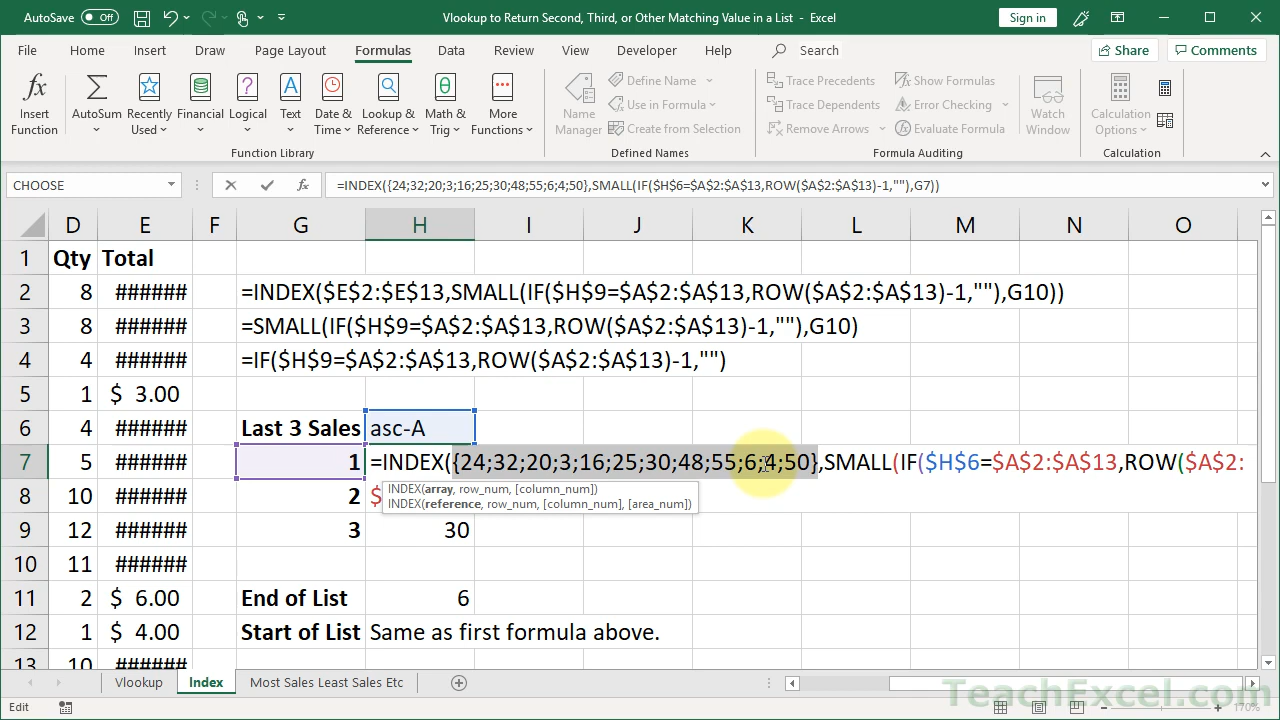 AutoSave Off Vlookup to Return Second, Third, or Other Matching Value in a List - Excel Sign in
File Home Insert Draw Page Layout Formulas Data Review View Developer Help Search Share Comments
Insert Function
AutoSum
Recently Used
Financial
Logical
Text
Date & Time
Lookup & Reference
Math & Trig
More Functions
Function Library
Name Manager
Define Name
Use in Formula
Create from Selection
Defined Names
Trace Precedents
Trace Dependents
Remove Arrows
Show Formulas
Error Checking
Evaluate Formula
Formula Auditing
Watch Window
Calculation Options
Calculation
CHOOSE fx =INDEX({24;32;20;3;16;25;30;48;55;6;4;50},SMALL(IF($H$6=$A$2:$A$13,ROW($A$2:$A$13)-1,""),G7))
D E F G H I J K L M N O
1 Qty Total
2 8 ###### =INDEX($E$2:$E$13,SMALL(IF($H$9=$A$2:$A$13,ROW($A$2:$A$13)-1,""),G10))
3 8 ###### =SMALL(IF($H$9=$A$2:$A$13,ROW($A$2:$A$13)-1,""),G10)
4 4 ###### =IF($H$9=$A$2:$A$13,ROW($A$2:$A$13)-1,"")
5 1 $ 3.00
6 4 ###### Last 3 Sales asc-A
7 5 ###### 1 =INDEX({24;32;20;3;16;25;30;48;55;6;4;50},SMALL(IF($H$6=$A$2:$A$13,ROW($A$2:
INDEX(array, row_num, [column_num])
8 10 ###### 2 $
INDEX(reference, row_num, [column_num], [area_num])
9 12 ###### 3 30
10 11 ######
11 2 $ 6.00 End of List 6
12 1 $ 4.00 Start of List Same as first formula above.
13 10 ######
Vlookup Index Most Sales Least Sales Etc
TeachExcel.com
Edit 170%